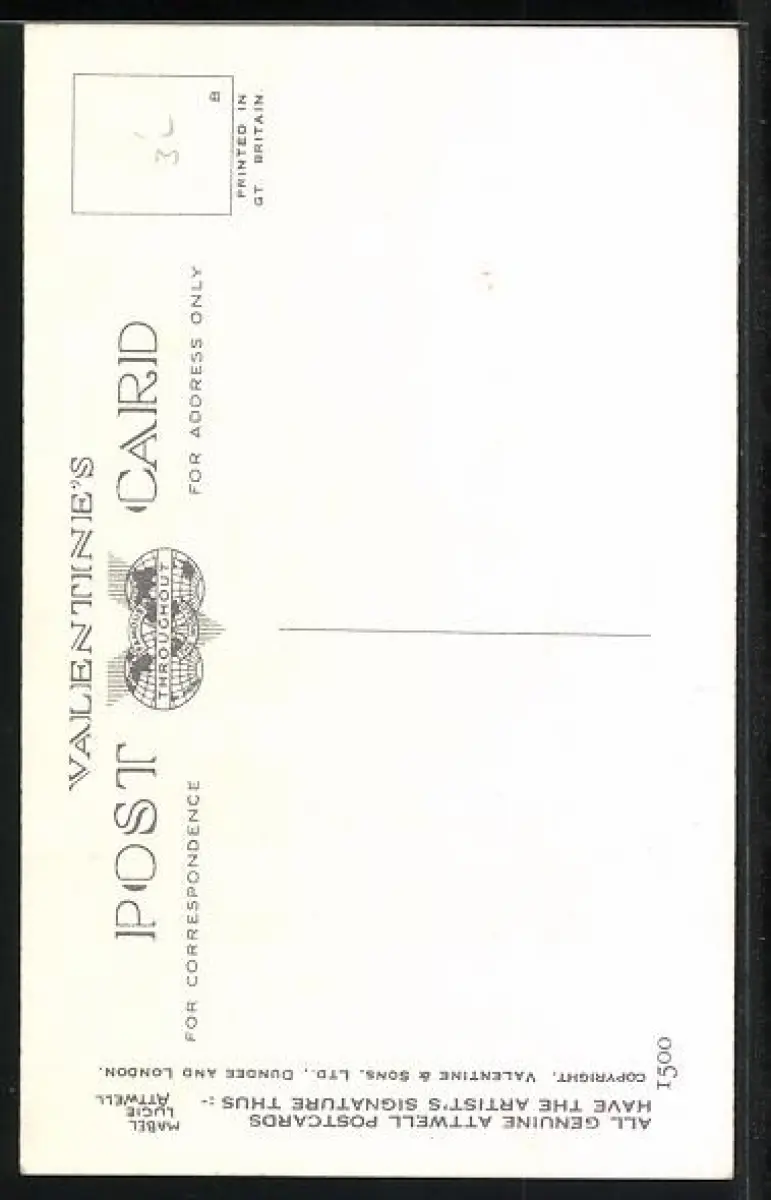 VALENTINE'S
POST CARD
THROUGHOUT
FOR CORRESPONDENCE
FOR ADDRESS ONLY
B
PRINTED IN
GT. BRITAIN.
ALL GENUINE ATTWELL POSTCARDS
HAVE THE ARTIST'S SIGNATURE THUS :-
MABEL
LUCIE
ATTWELL
COPYRIGHT. VALENTINE & SONS. LTD., DUNDEE AND LONDON.
1500